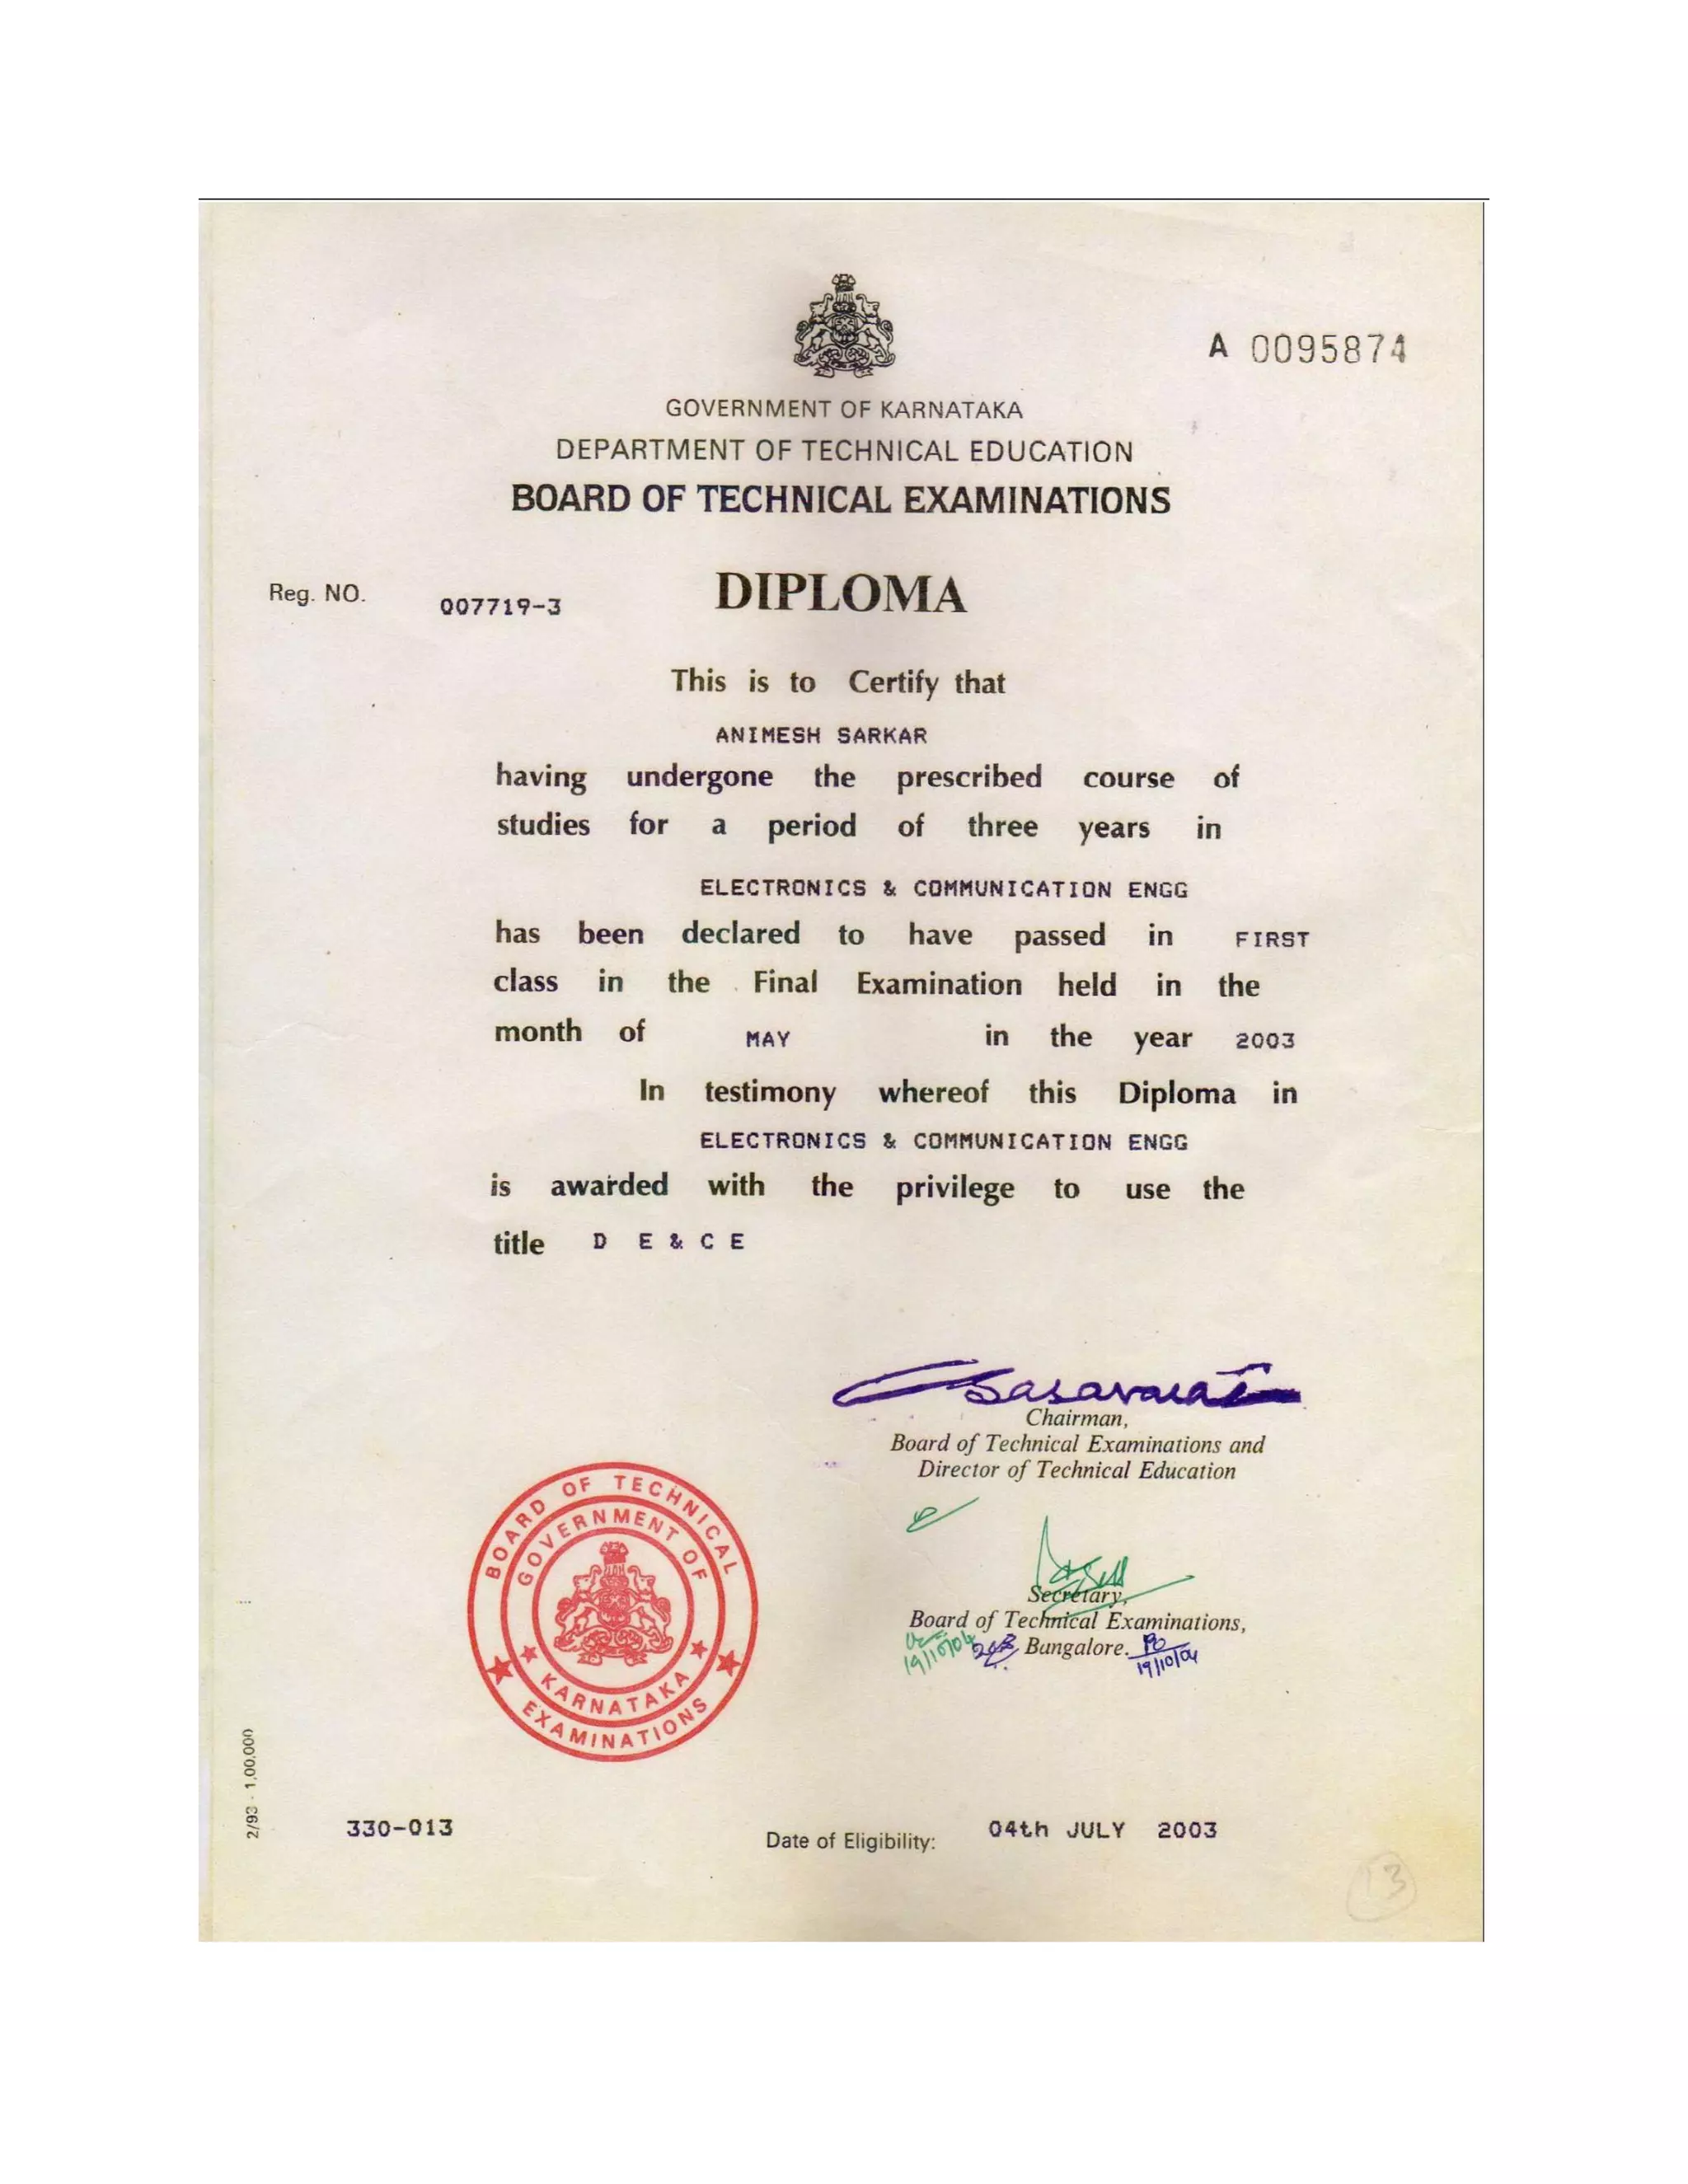 A 0095874
GOVERNMENT OF KARNATAKA
DEPARTMENT OF TECHNICAL EDUCATION
BOARD OF TECHNICAL EXAMINATIONS
Reg. NO. 007719-3
DIPLOMA
This is to Certify that
ANIMESH SARKAR
having undergone the prescribed course of
studies for a period of three years in
ELECTRONICS & COMMUNICATION ENGG
has been declared to have passed in FIRST
class in the Final Examination held in the
month of MAY in the year 2003
In testimony whereof this Diploma in
ELECTRONICS & COMMUNICATION ENGG
is awarded with the privilege to use the
title D E & C E
Chairman,
Board of Technical Examinations and
Director of Technical Education
Secretary,
Board of Technical Examinations,
Bangalore.
19/10/04
19/10/04
BOARD OF TECHNICAL EXAMINATIONS
GOVERNMENT OF KARNATAKA
2/93 - 1,00,000
330-013
Date of Eligibility: 04th JULY 2003
13